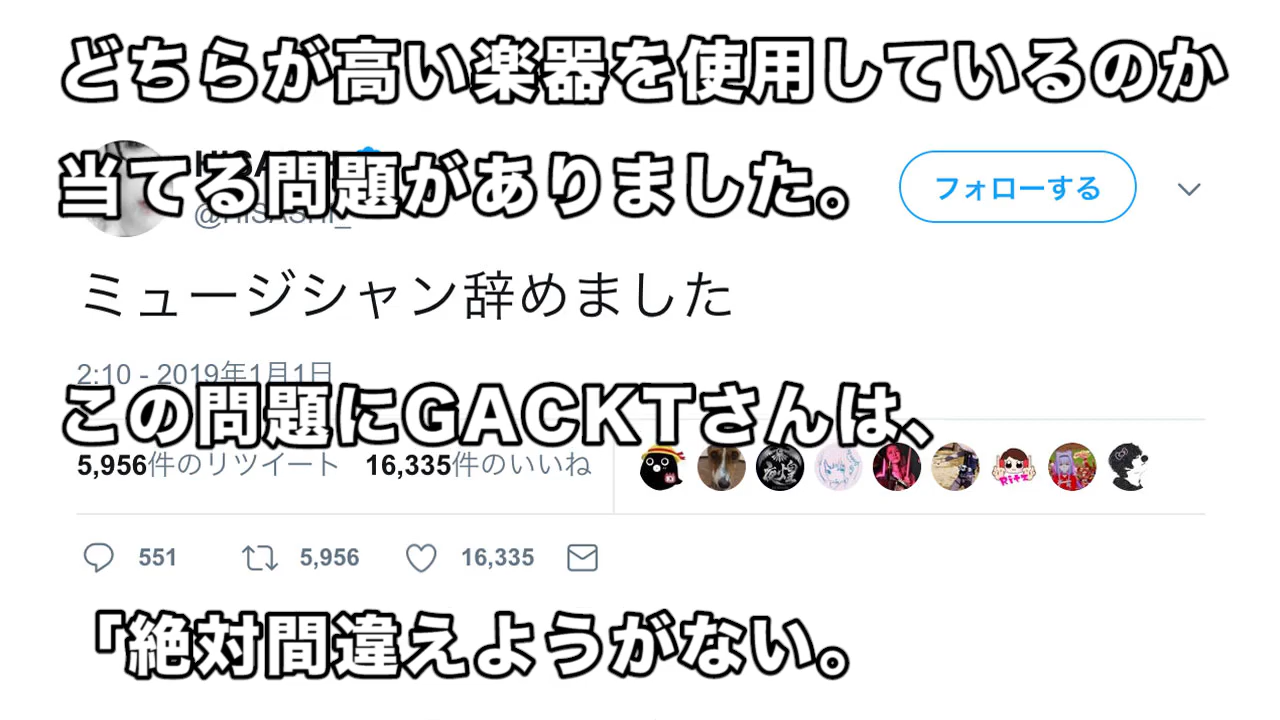 どちらが高い楽器を使用しているのか
HISASHI
当てる問題がありました。
フォローする
@HISASHI_
ミュージシャン辞めました
2:10 - 2019年1月1日
この問題にGACKTさんは、
5,956件のリツイート 16,335件のいいね
Ritz
551 5,956 16,335
「絶対間違えようがない。